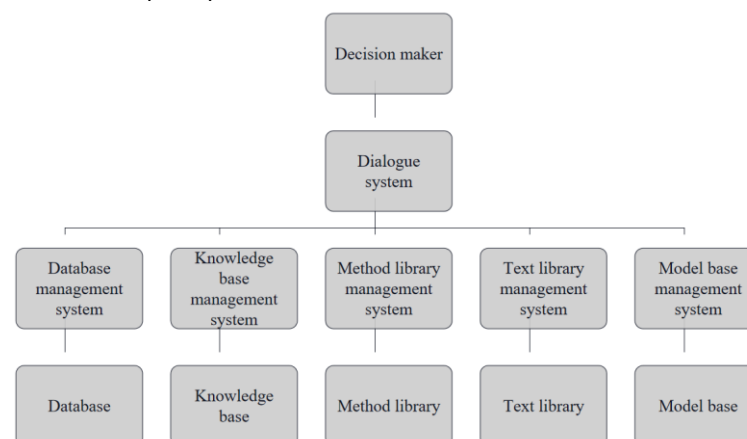 Decision maker
Dialogue
system
Database
management
system
Knowledge
base
management
system
Method library
management
system
Text library
management
system
Model base
management
system
Database
Knowledge
base
Method library
Text library
Model base